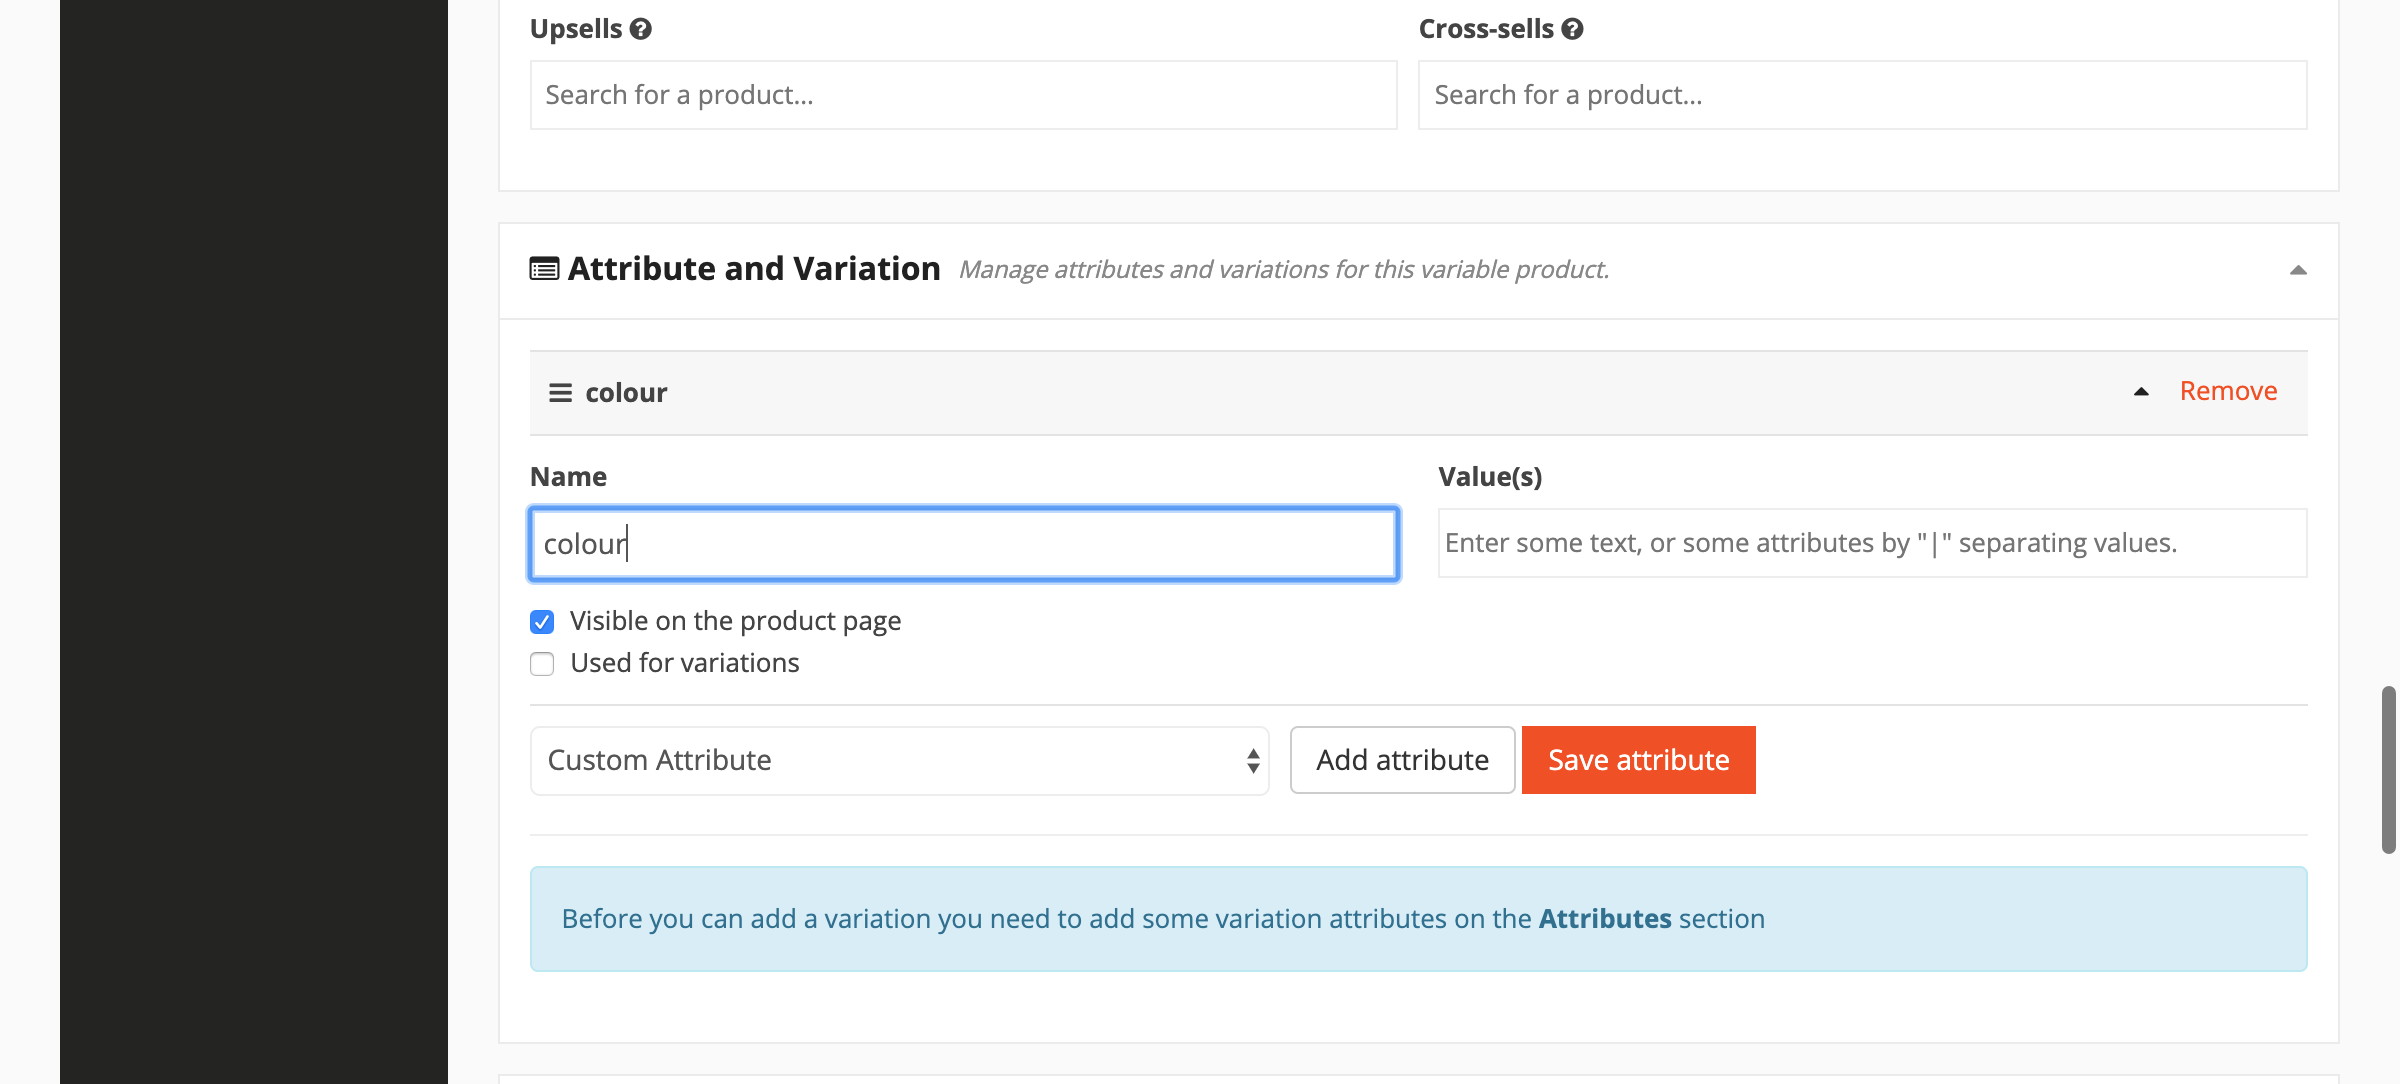 Upsells
Cross-sells
Search for a product...
Search for a product...
Attribute and Variation Manage attributes and variations for this variable product.
colour
Remove
Name
Value(s)
colour
Enter some text, or some attributes by "|" separating values.
Visible on the product page
Used for variations
Custom Attribute
Add attribute
Save attribute
Before you can add a variation you need to add some variation attributes on the Attributes section